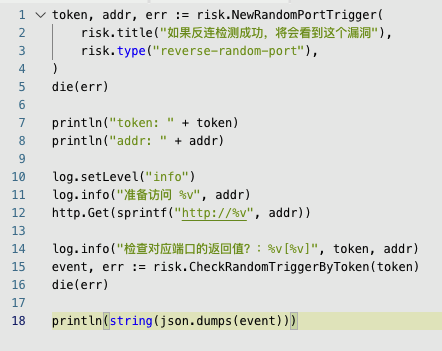 1 token, addr, err := risk.NewRandomPortTrigger(
2     risk.title("如果反连检测成功，将会看到这个漏洞"),
3     risk.type("reverse-random-port"),
4 )
5 die(err)
6
7 println("token: " + token)
8 println("addr: " + addr)
9
10 log.setLevel("info")
11 log.info("准备访问 %v", addr)
12 http.Get(sprintf("http://%v", addr))
13
14 log.info("检查对应端口的返回值?: %v[%v]", token, addr)
15 event, err := risk.CheckRandomTriggerByToken(token)
16 die(err)
17
18 println(string(json.dumps(event)))